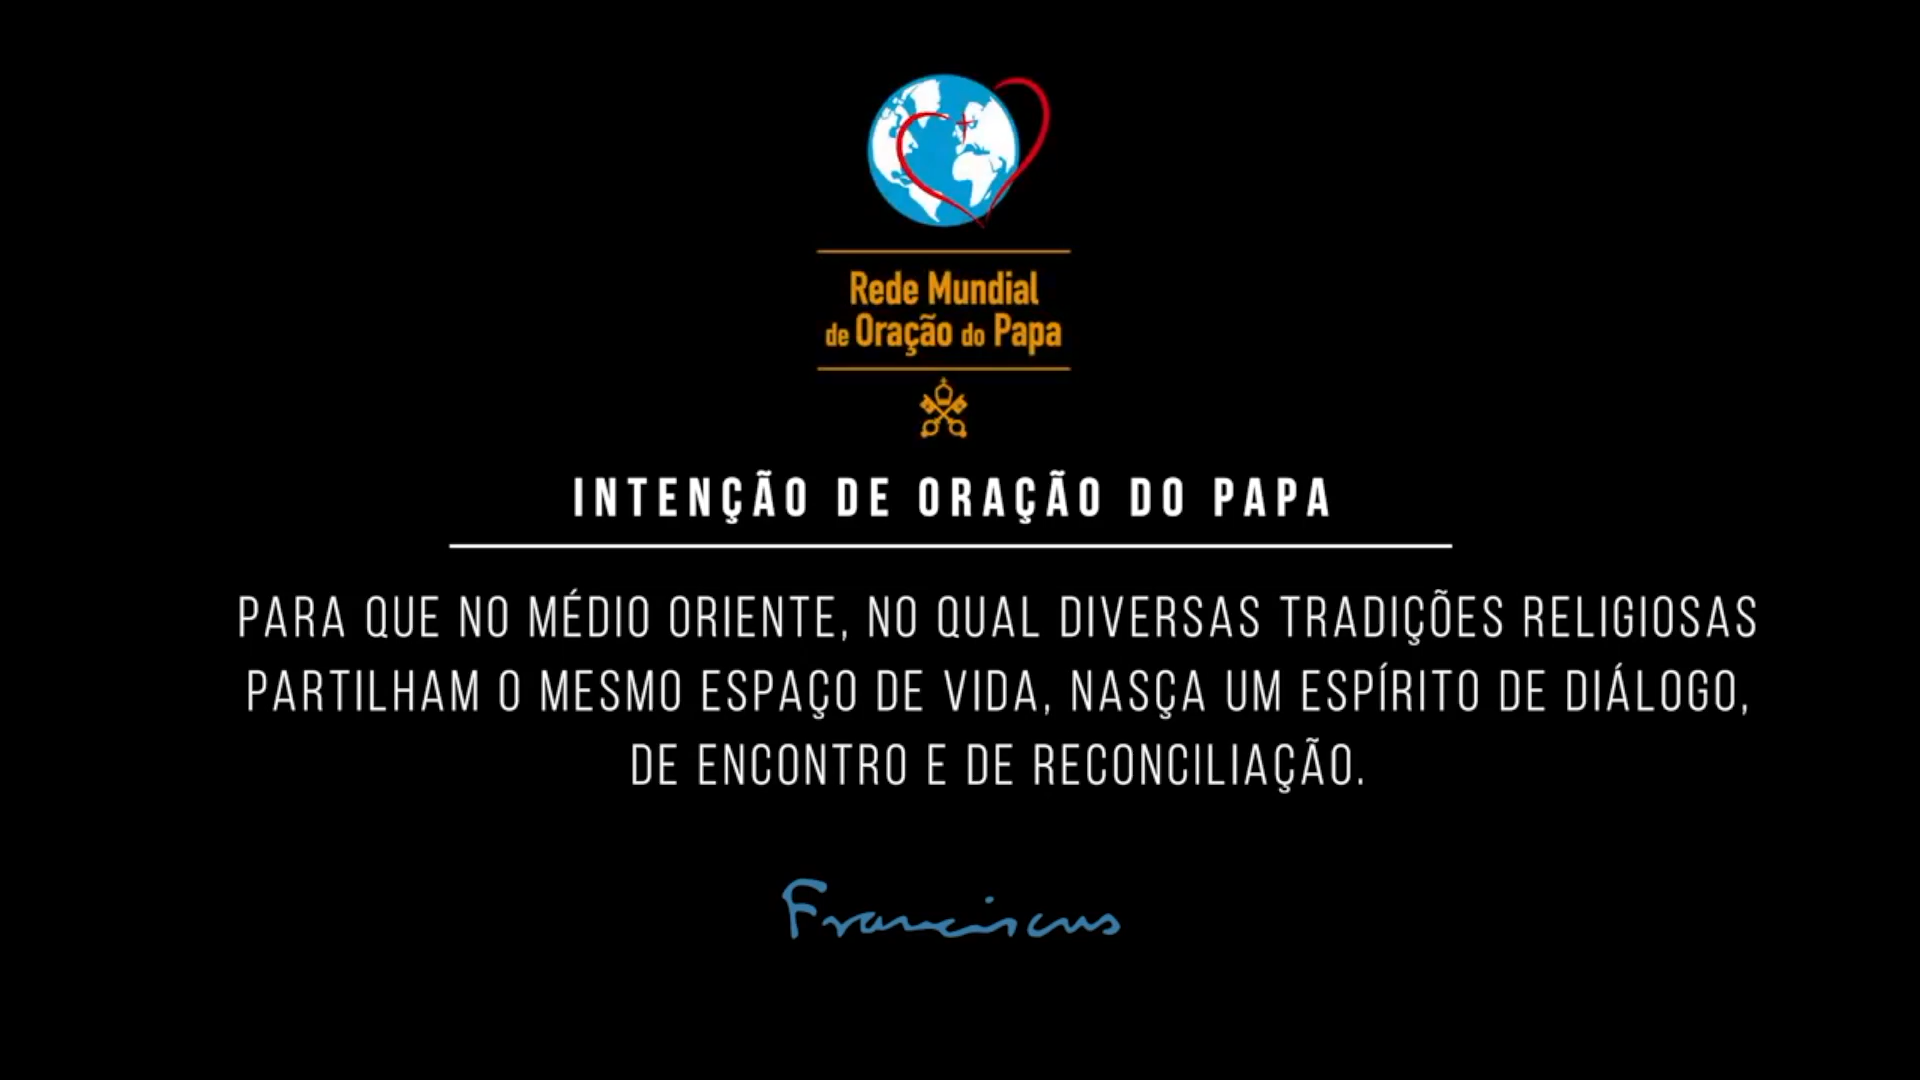 Rede Mundial
de Oração do Papa
INTENÇÃO DE ORAÇÃO DO PAPA
PARA QUE NO MÉDIO ORIENTE, NO QUAL DIVERSAS TRADIÇÕES RELIGIOSAS
PARTILHAM O MESMO ESPAÇO DE VIDA, NASÇA UM ESPÍRITO DE DIÁLOGO,
DE ENCONTRO E DE RECONCILIAÇÃO.
Franciscus